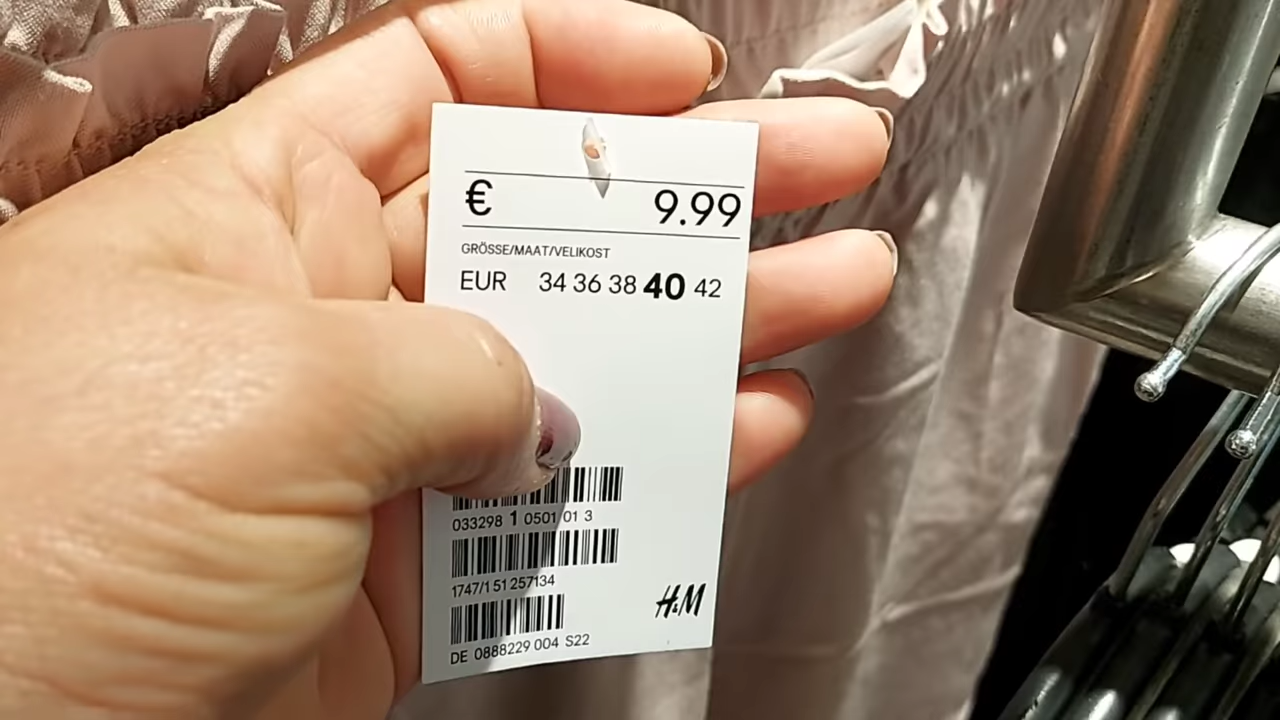 € 9.99
GRÖSSE/MAAT/VELIKOST
EUR 34 36 38 40 42
033298 1 0501 01 3
1747/1 51 257134
H&M
DE 0888229 004 S22